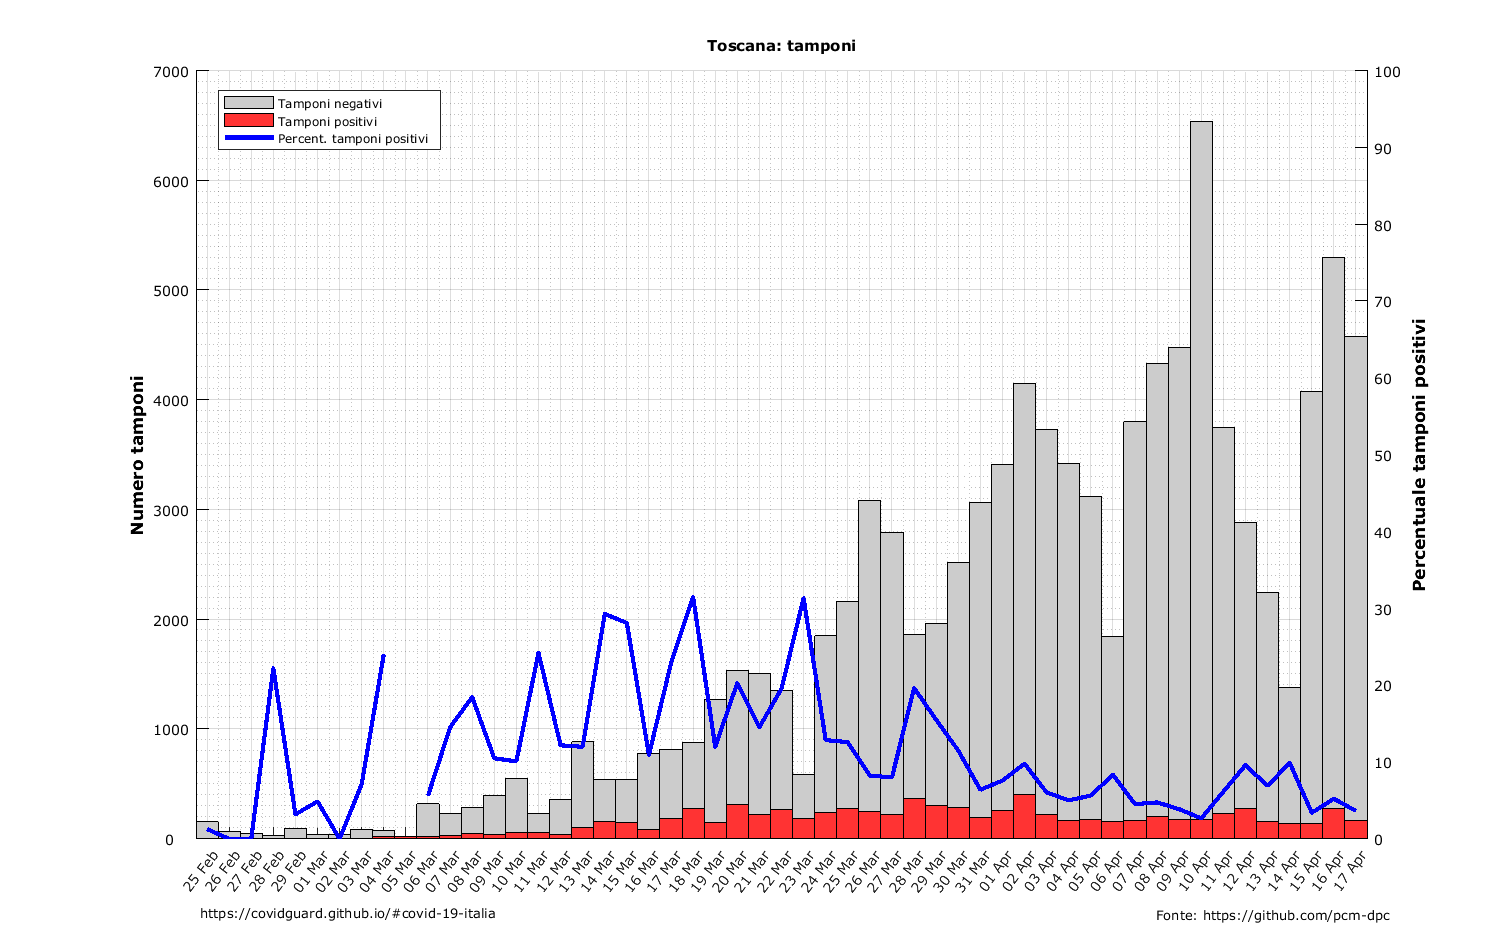 Toscana: tamponi
7000
6000
5000
4000
3000
2000
1000
0
Numero tamponi
Tamponi negativi
Tamponi positivi
Percent. tamponi positivi
100
90
80
70
60
50
40
30
20
10
0
Percentuale tamponi positivi
25 Feb
26 Feb
27 Feb
28 Feb
29 Feb
01 Mar
02 Mar
03 Mar
04 Mar
05 Mar
06 Mar
07 Mar
08 Mar
09 Mar
10 Mar
11 Mar
12 Mar
13 Mar
14 Mar
15 Mar
16 Mar
17 Mar
18 Mar
19 Mar
20 Mar
21 Mar
22 Mar
23 Mar
24 Mar
25 Mar
26 Mar
27 Mar
28 Mar
29 Mar
30 Mar
31 Mar
01 Apr
02 Apr
03 Apr
04 Apr
05 Apr
06 Apr
07 Apr
08 Apr
09 Apr
10 Apr
11 Apr
12 Apr
13 Apr
14 Apr
15 Apr
16 Apr
17 Apr
https://covidguard.github.io/#covid-19-italia
Fonte: https://github.com/pcm-dpc